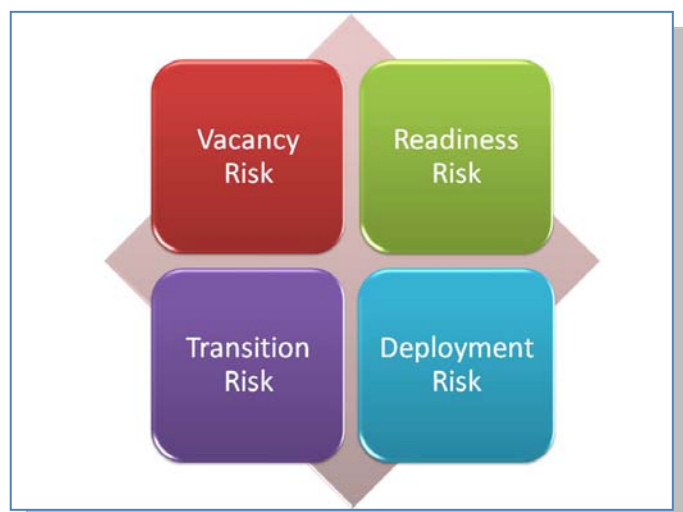 Vacancy
Risk
Readiness
Risk
Transition
Risk
Deployment
Risk